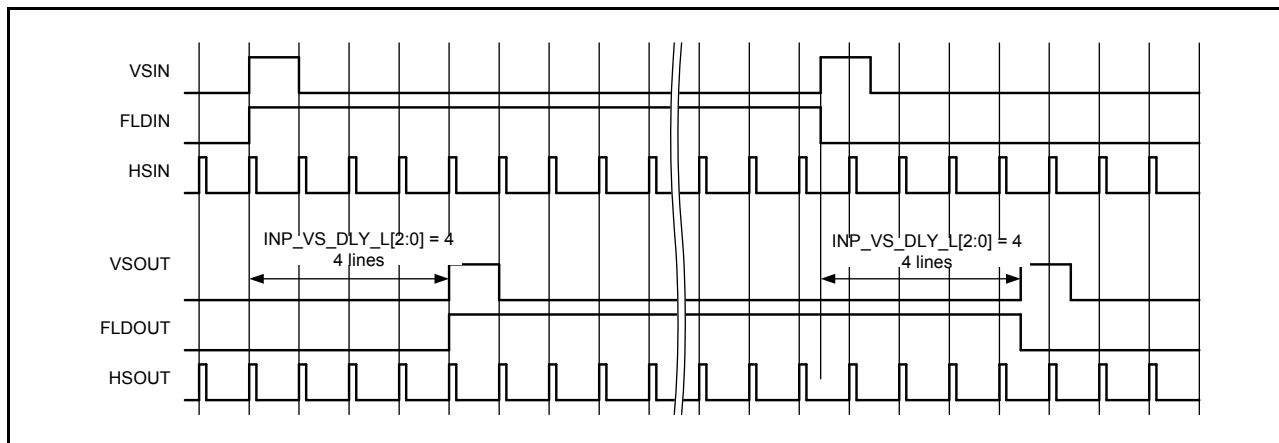 VSIN
FLDIN
HSIN
INP_VS_DLY_L[2:0] = 4
4 lines
INP_VS_DLY_L[2:0] = 4
4 lines
VSOUT
FLDOUT
HSOUT